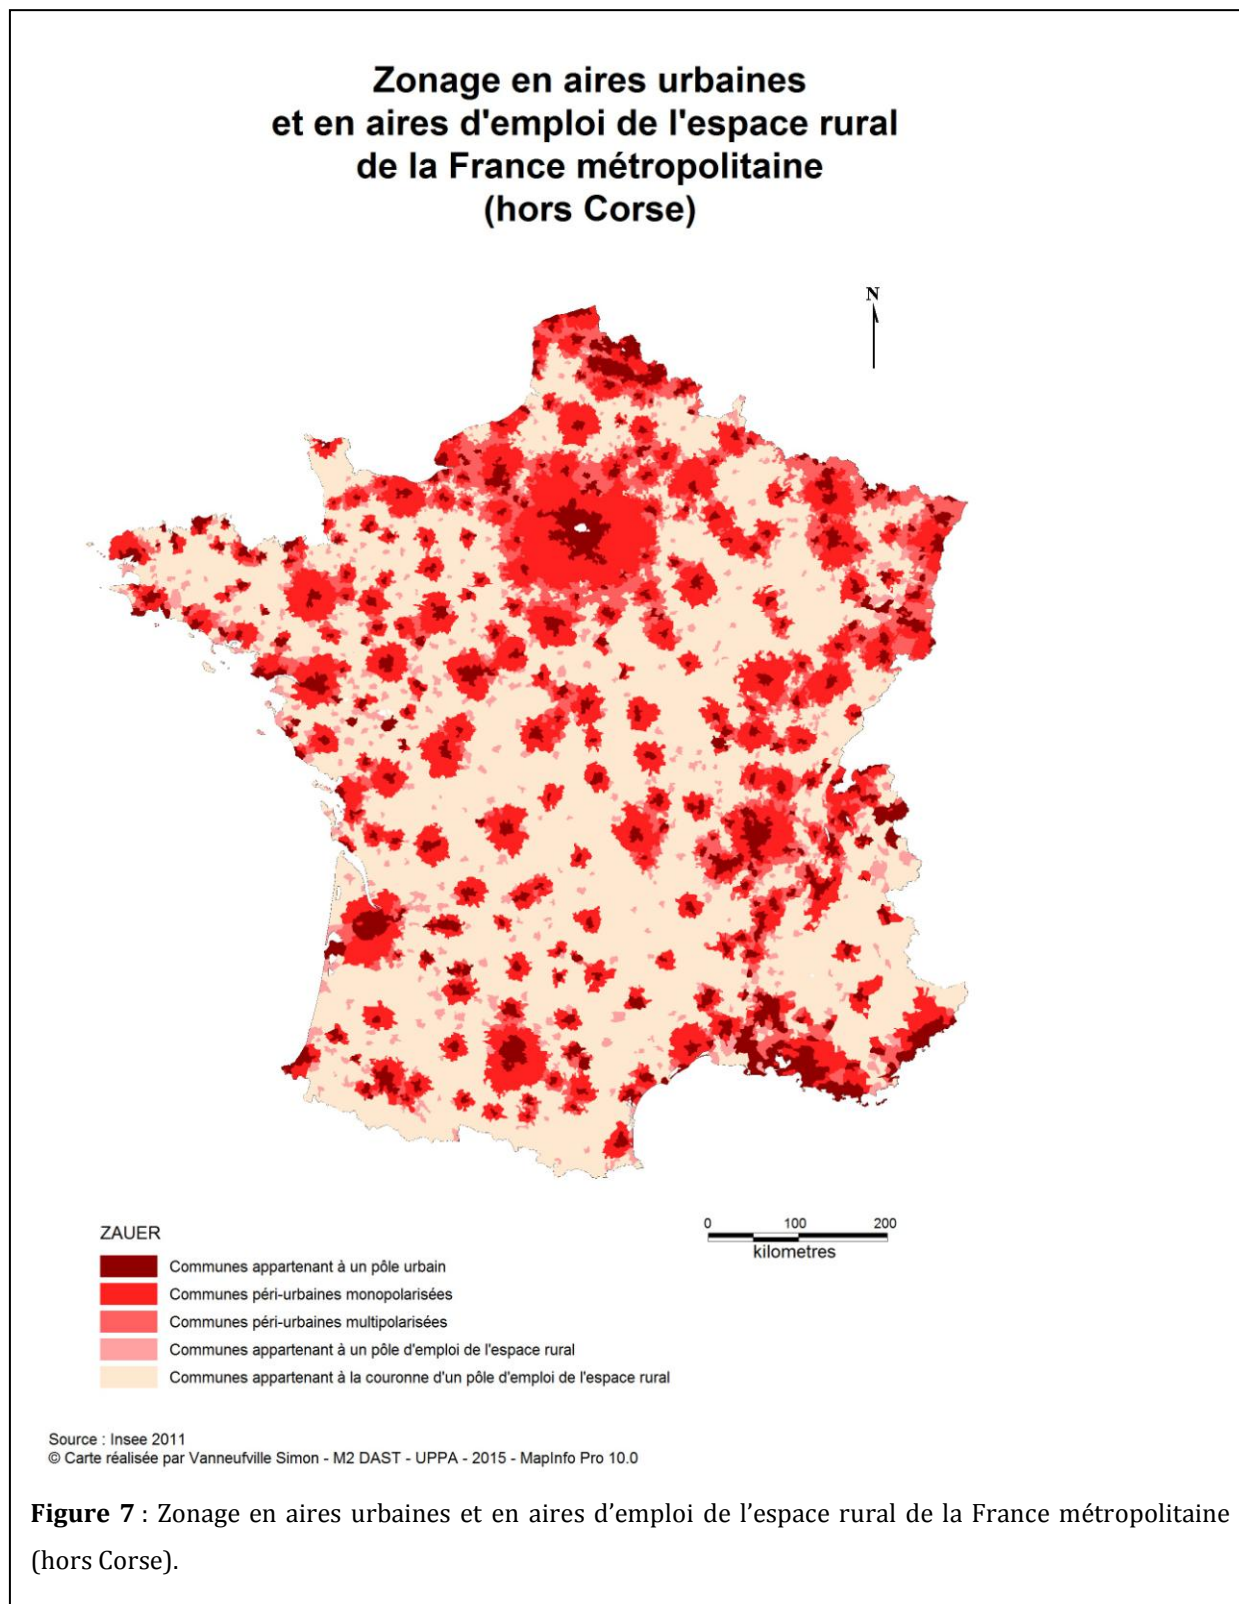 Zonage en aires urbaines
et en aires d'emploi de l'espace rural
de la France métropolitaine
(hors Corse)
N
ZAUER
Communes appartenant à un pôle urbain
Communes péri-urbaines monopolarisées
Communes péri-urbaines multipolarisées
Communes appartenant à un pôle d'emploi de l'espace rural
Communes appartenant à la couronne d'un pôle d'emploi de l'espace rural
0 100 200
kilometres
Source : Insee 2011
© Carte réalisée par Vanneufville Simon - M2 DAST - UPPA - 2015 - MapInfo Pro 10.0
Figure 7 : Zonage en aires urbaines et en aires d’emploi de l’espace rural de la France métropolitaine
(hors Corse).